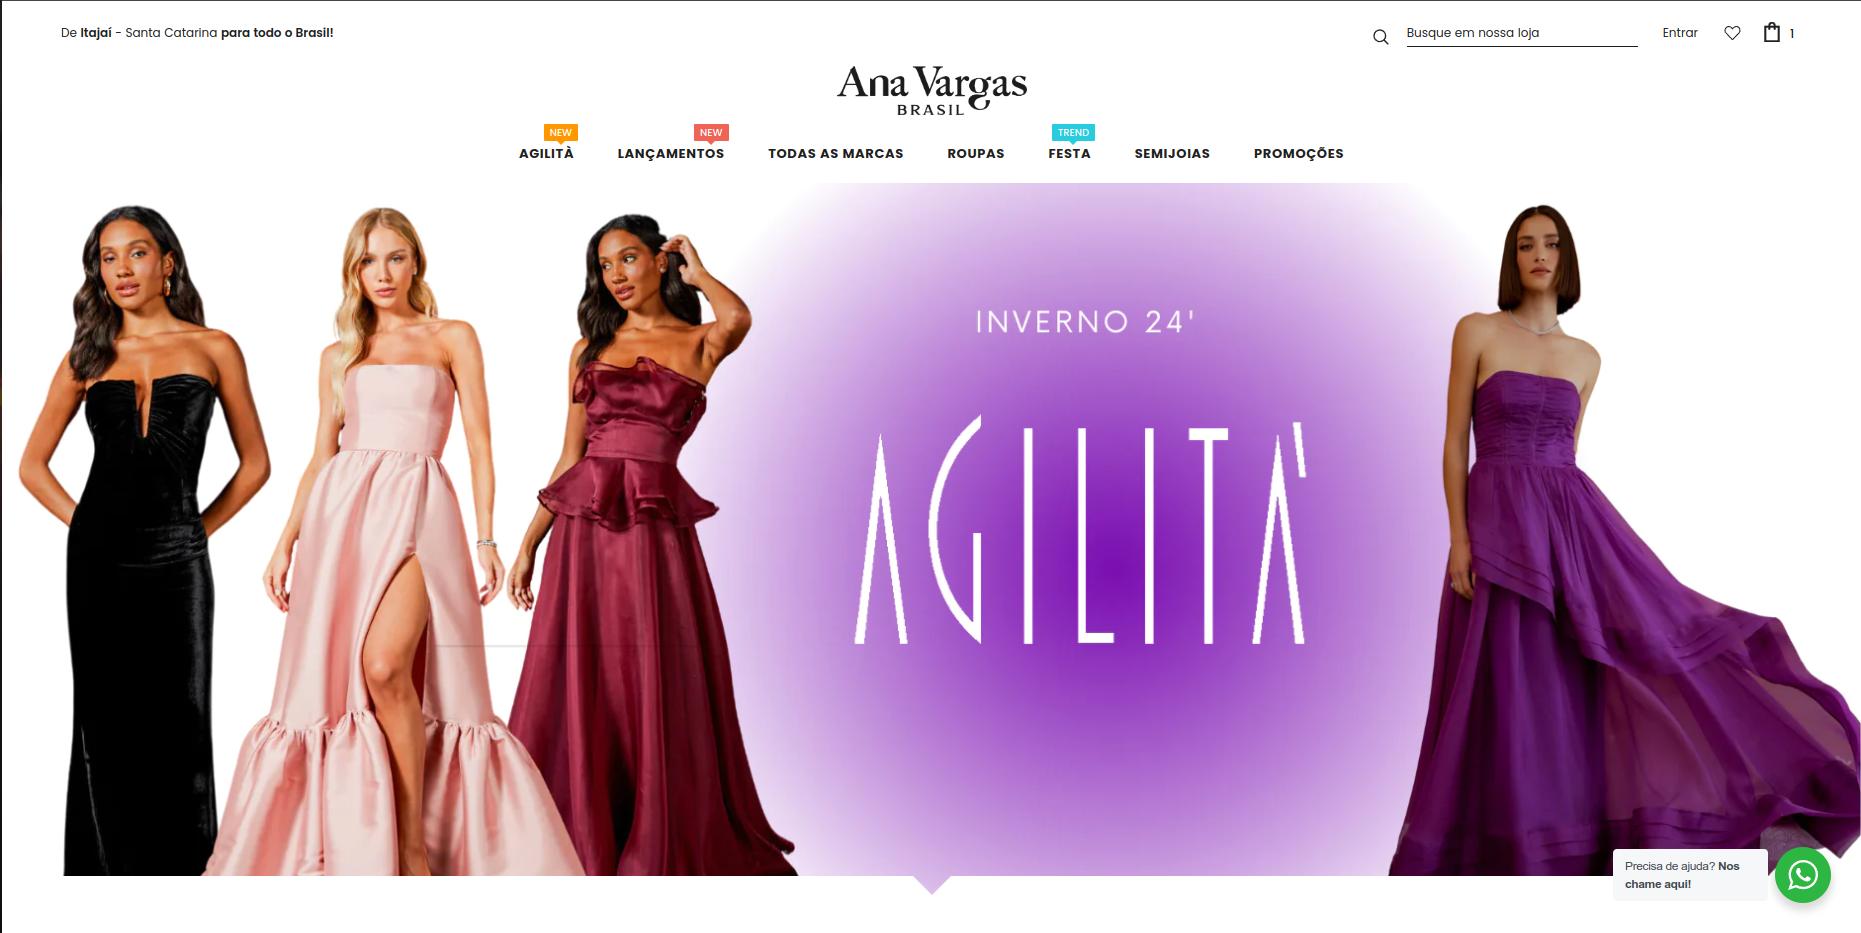 De Itajaí - Santa Catarina para todo o Brasil!
Busque em nossa loja
Entrar
1
Ana Vargas
BRASIL
NEW
NEW
TREND
AGILITÀ
LANÇAMENTOS
TODAS AS MARCAS
ROUPAS
FESTA
SEMIJOIAS
PROMOÇÕES
INVERNO 24'
AGILITÀ
Precisa de ajuda? Nos
chame aqui!